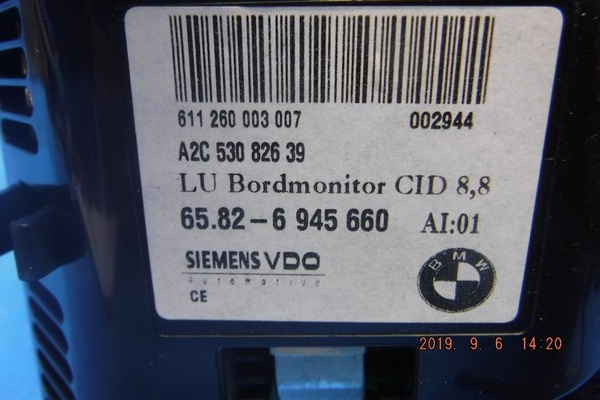 611 260 003 007 002944
A2C 530 826 39
LU Bordmonitor CID 8,8
65.82-6 945 660 AI:01
SIEMENS VDO
Automotive
CE
BMW
2019. 9. 6 14:20